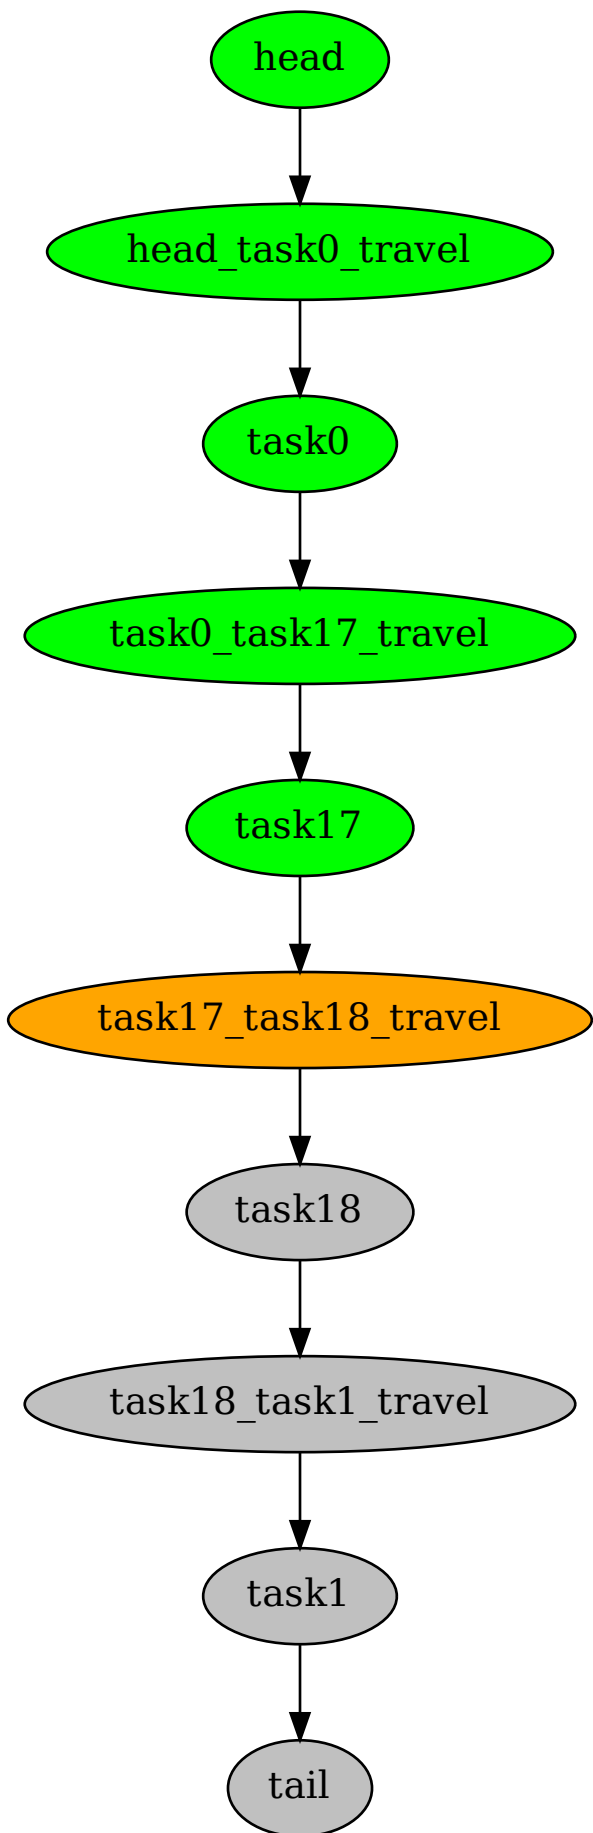 head
head_task0_travel
task0
task0_task17_travel
task17
task17_task18_travel
task18
task18_task1_travel
task1
tail